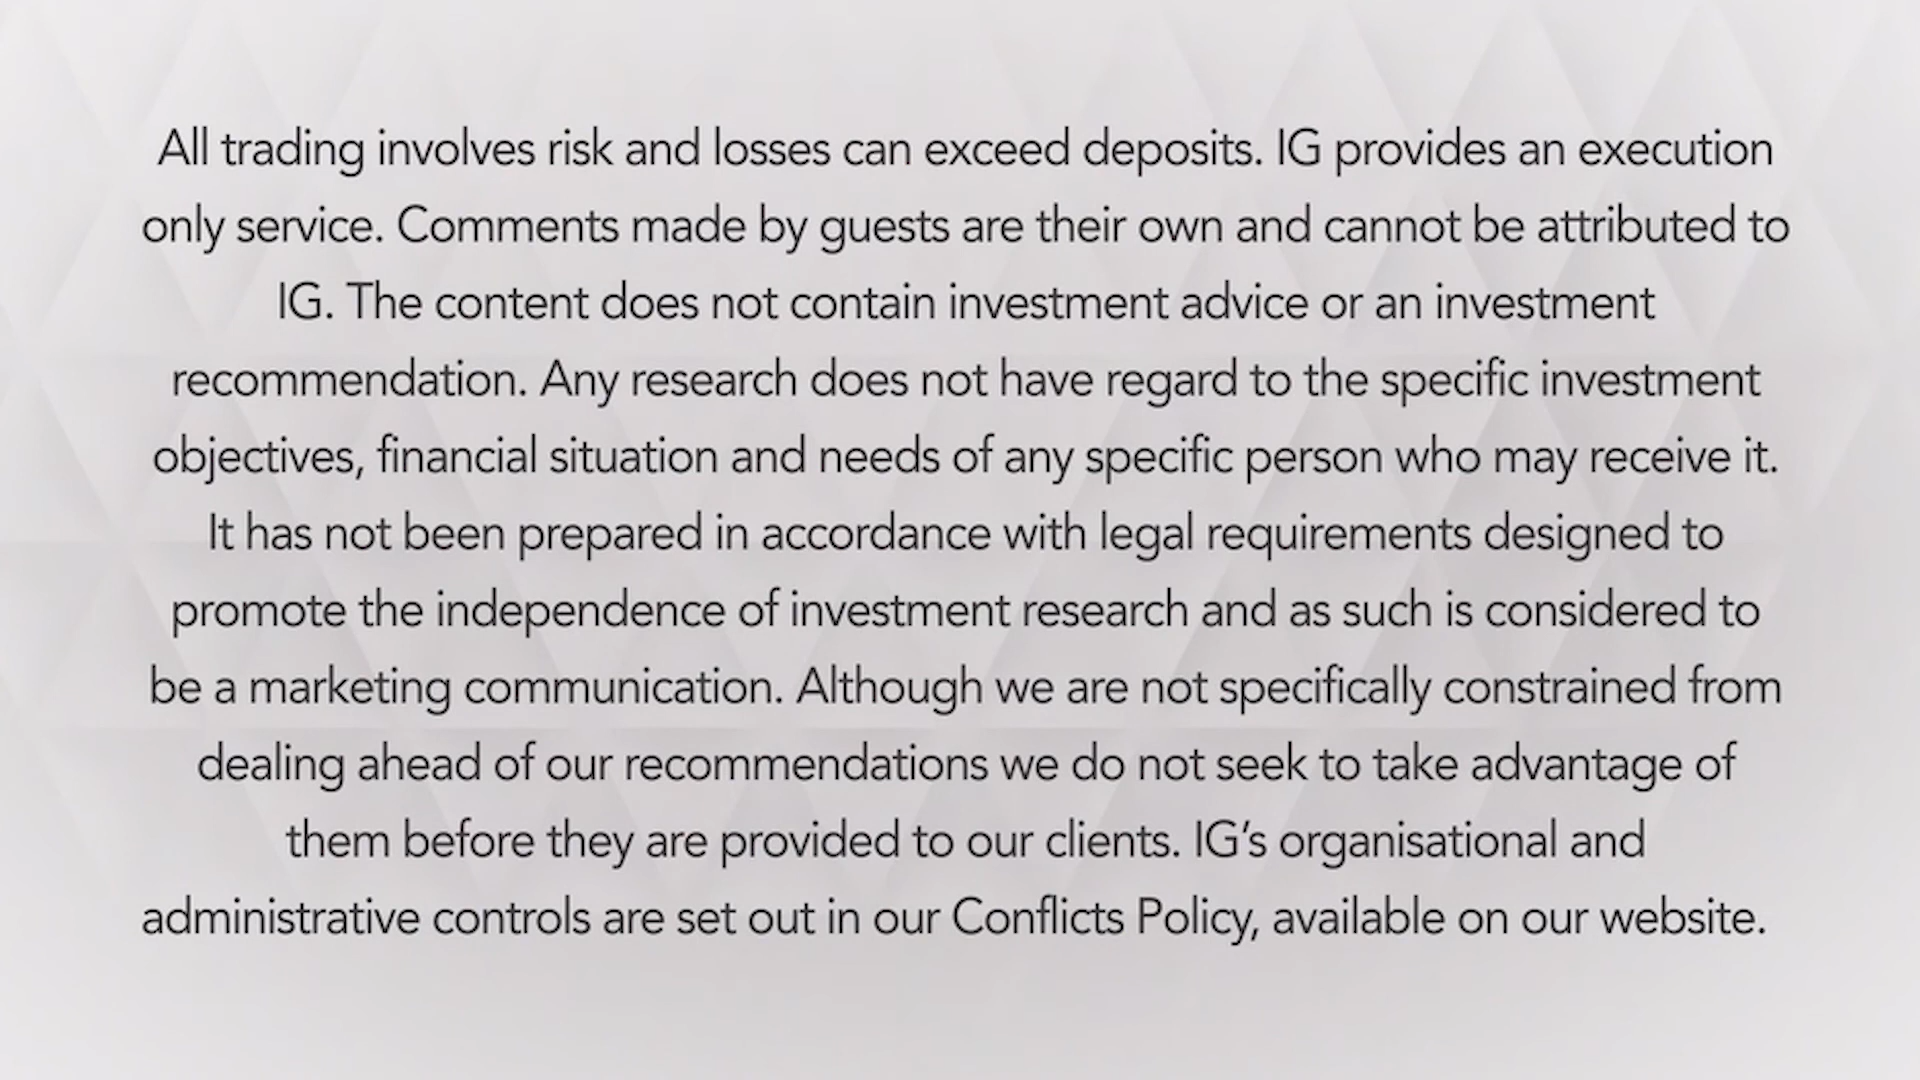 All trading involves risk and losses can exceed deposits. IG provides an execution
only service. Comments made by guests are their own and cannot be attributed to
IG. The content does not contain investment advice or an investment
recommendation. Any research does not have regard to the specific investment
objectives, financial situation and needs of any specific person who may receive it.
It has not been prepared in accordance with legal requirements designed to
promote the independence of investment research and as such is considered to
be a marketing communication. Although we are not specifically constrained from
dealing ahead of our recommendations we do not seek to take advantage of
them before they are provided to our clients. IG’s organisational and
administrative controls are set out in our Conflicts Policy, available on our website.